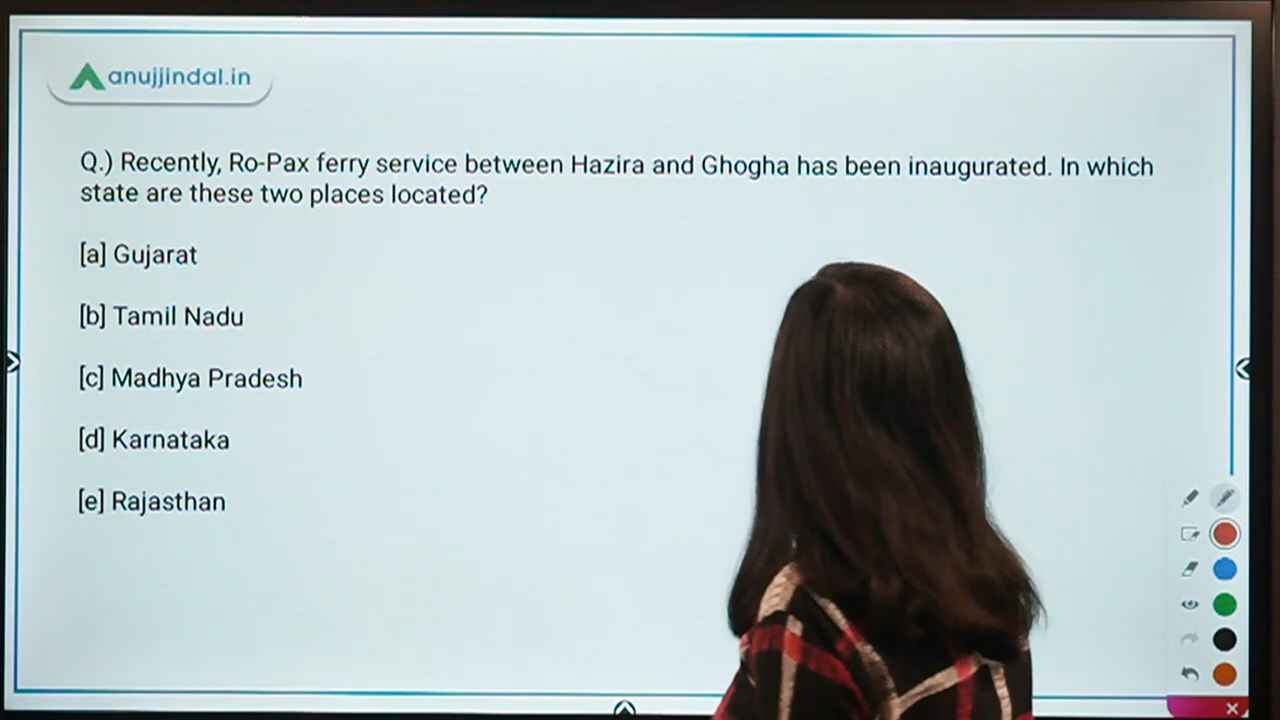 anujjindal.in
Q.) Recently, Ro-Pax ferry service between Hazira and Ghogha has been inaugurated. In which
state are these two places located?
[a] Gujarat
[b] Tamil Nadu
[c] Madhya Pradesh
[d] Karnataka
[e] Rajasthan